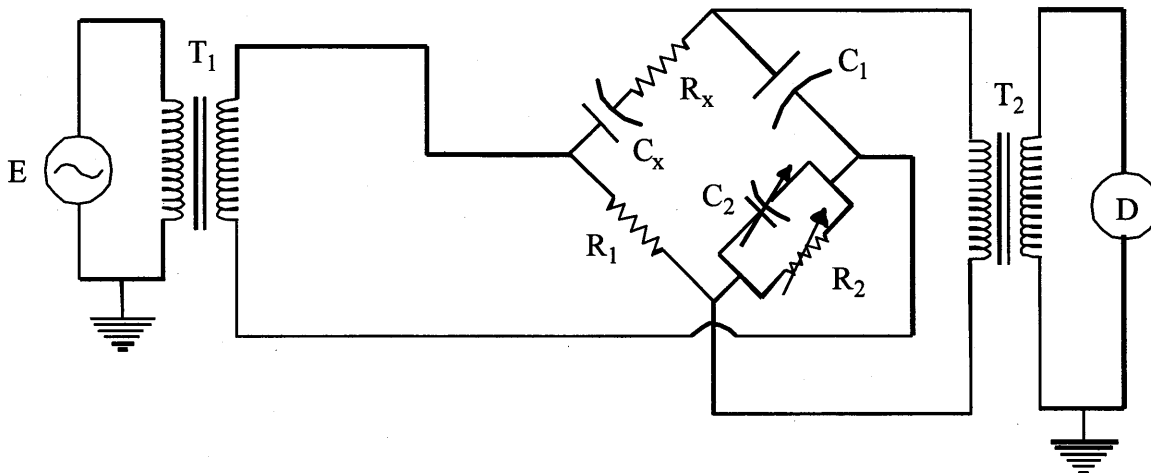 E
T₁
Rₓ
C₁
Cₓ
T₂
C₂
R₁
R₂
D